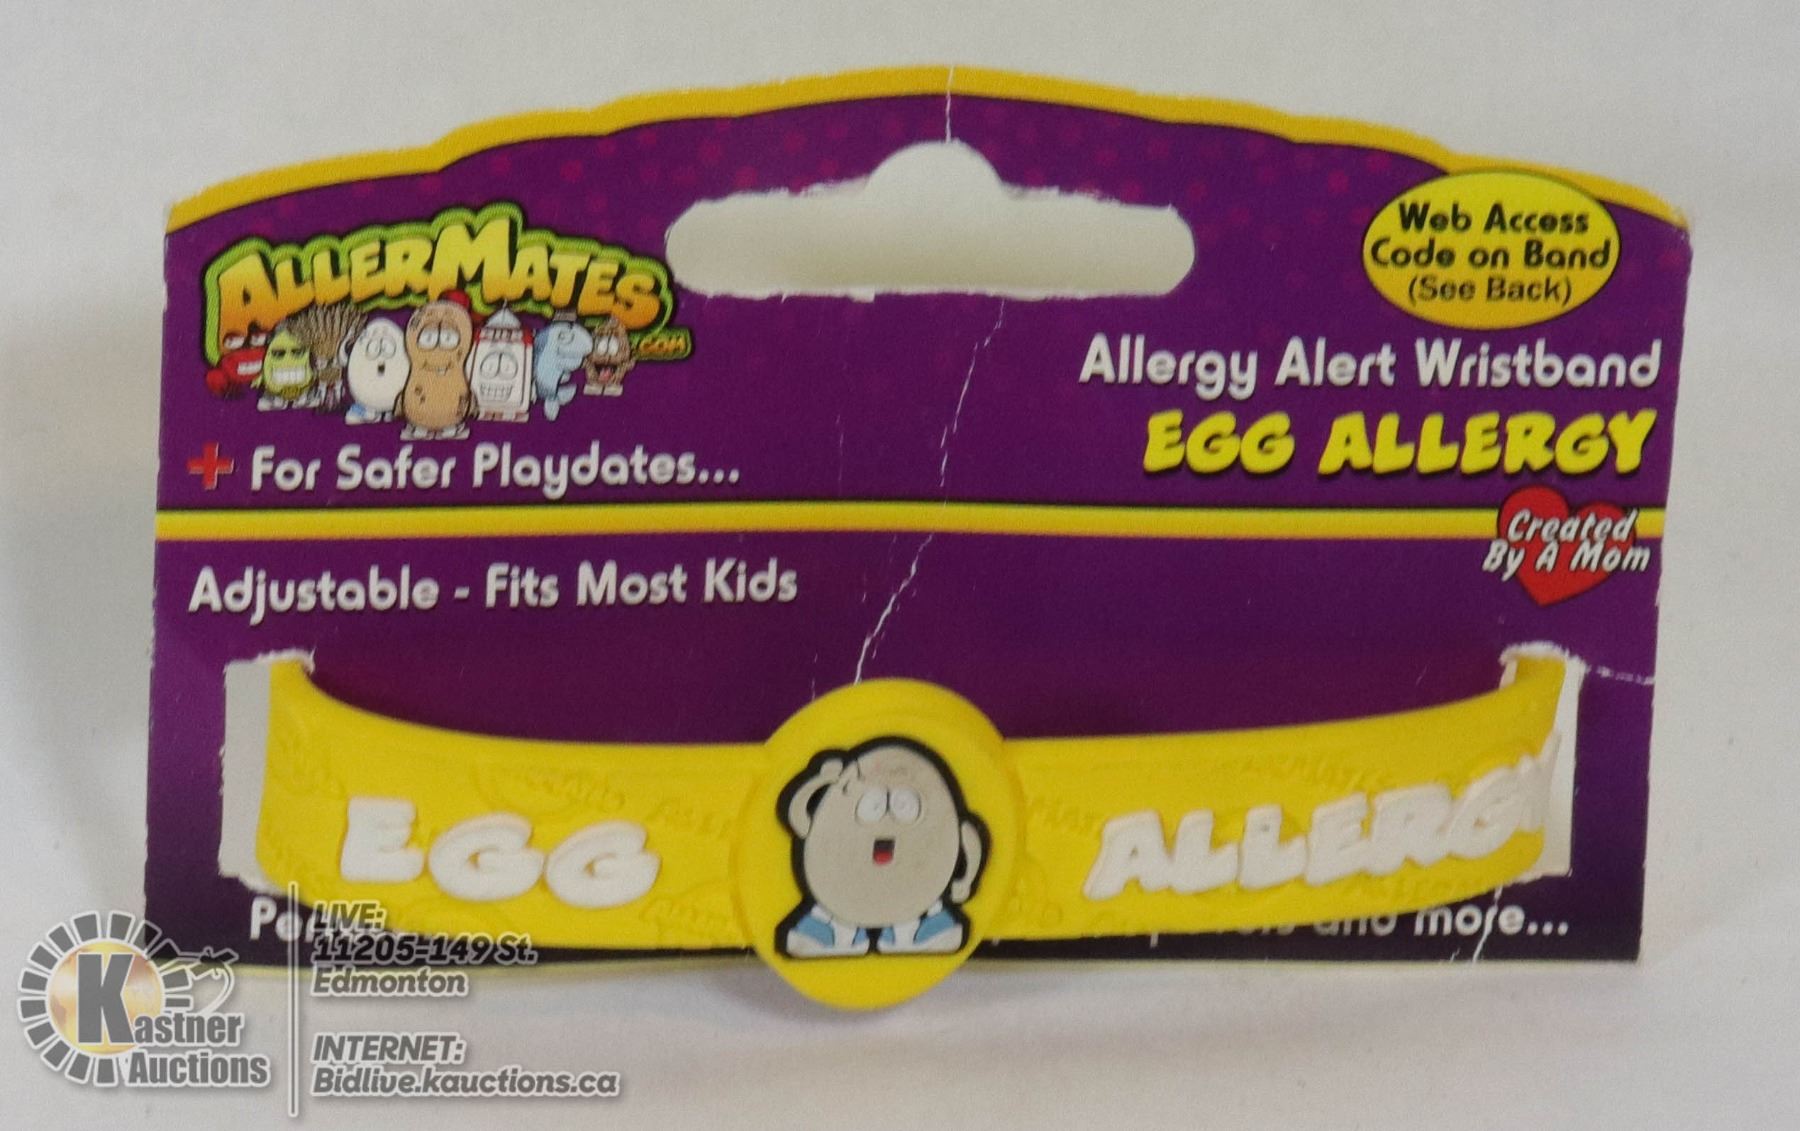 ALLERMATES
.COM
Web Access
Code on Band
(See Back)
Allergy Alert Wristband
EGG ALLERGY
+ For Safer Playdates...
Created
By A Mom
Adjustable - Fits Most Kids
EGG ALLERGY
and more...
LIVE:
11205-149 St.
Edmonton
Kastner
Auctions
INTERNET:
Bidlive.kauctions.ca